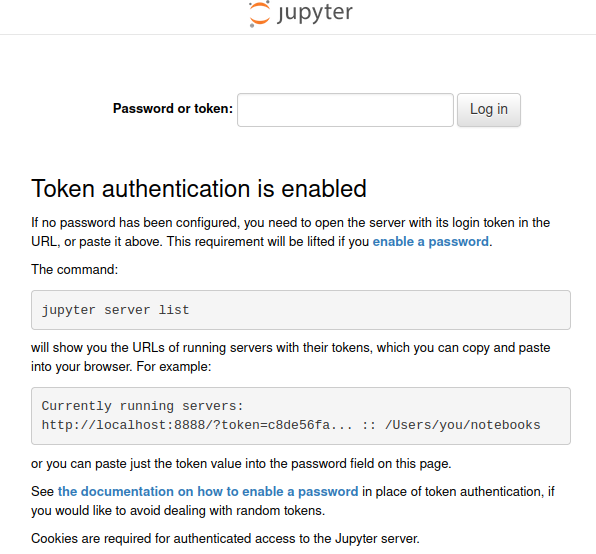 jupyter
Password or token:
Log in
Token authentication is enabled
If no password has been configured, you need to open the server with its login token in the
URL, or paste it above. This requirement will be lifted if you enable a password.
The command:
jupyter server list
will show you the URLs of running servers with their tokens, which you can copy and paste
into your browser. For example:
Currently running servers:
http://localhost:8888/?token=c8de56fa... :: /Users/you/notebooks
or you can paste just the token value into the password field on this page.
See the documentation on how to enable a password in place of token authentication, if
you would like to avoid dealing with random tokens.
Cookies are required for authenticated access to the Jupyter server.